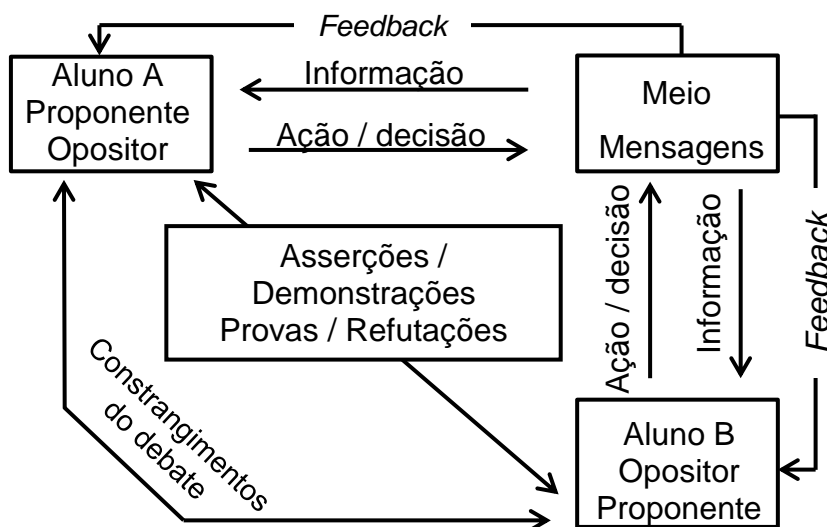 Feedback
Aluno A
Proponente
Opositor
Informação
Ação / decisão
Meio
Mensagens
Asserções /
Demonstrações
Provas / Refutações
Ação / decisão
Informação
Feedback
Constrangimentos
do debate
Aluno B
Opositor
Proponente